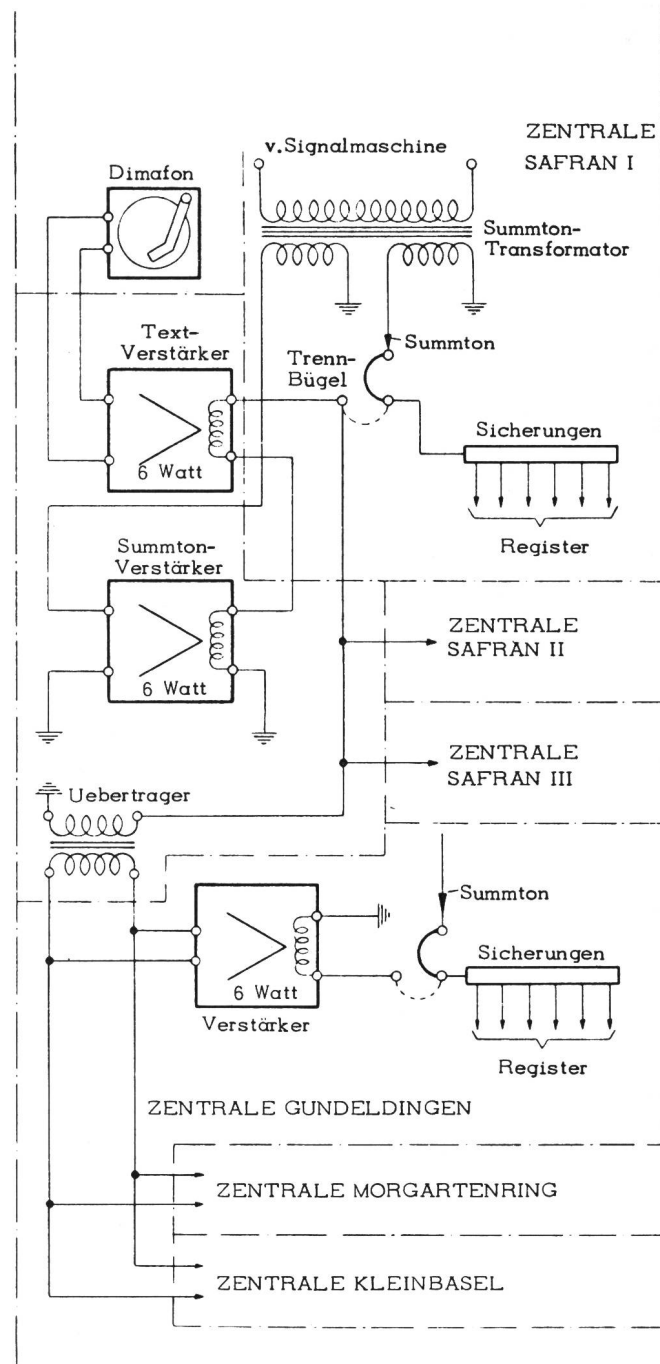 ZENTRALE
SAFRAN I
v. Signalmaschine
Dimafon
Summton-
Transformator
Text-
Verstärker
Summton
Trenn-
Bügel
Sicherungen
6 Watt
Register
Summton-
Verstärker
ZENTRALE
SAFRAN II
6 Watt
ZENTRALE
SAFRAN III
Uebertrager
Summton
Sicherungen
6 Watt
Verstärker
Register
ZENTRALE GUNDELDINGEN
ZENTRALE MORGARTENRING
ZENTRALE KLEINBASEL